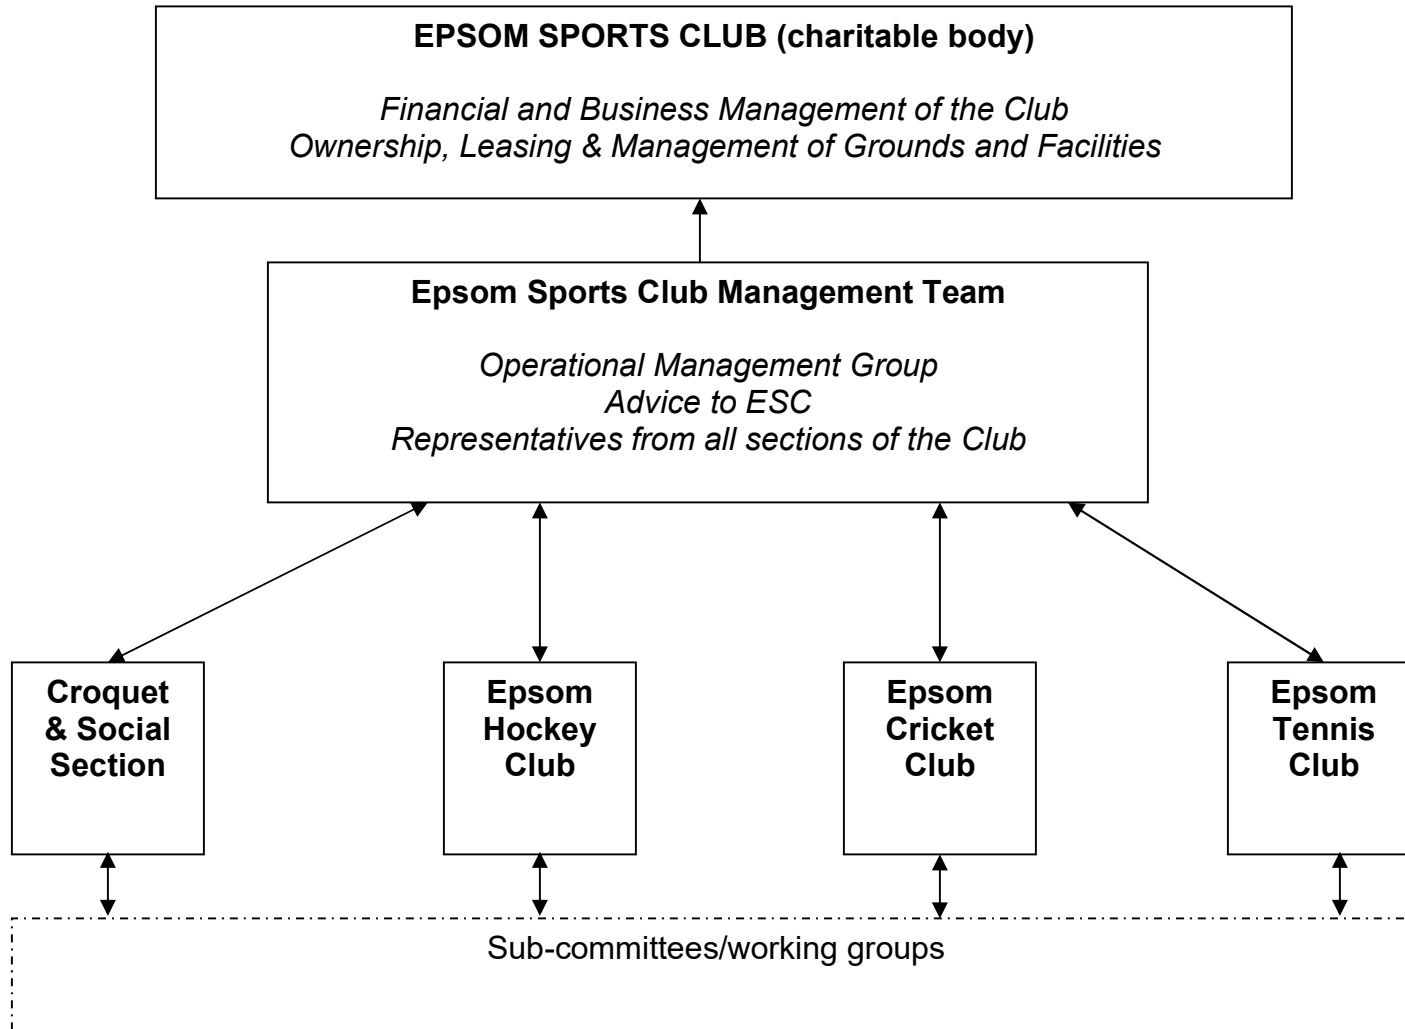 EPSOM SPORTS CLUB (charitable body)
Financial and Business Management of the Club
Ownership, Leasing & Management of Grounds and Facilities
Epsom Sports Club Management Team
Operational Management Group
Advice to ESC
Representatives from all sections of the Club
Croquet
& Social
Section
Epsom
Hockey
Club
Epsom
Cricket
Club
Epsom
Tennis
Club
Sub-committees/working groups